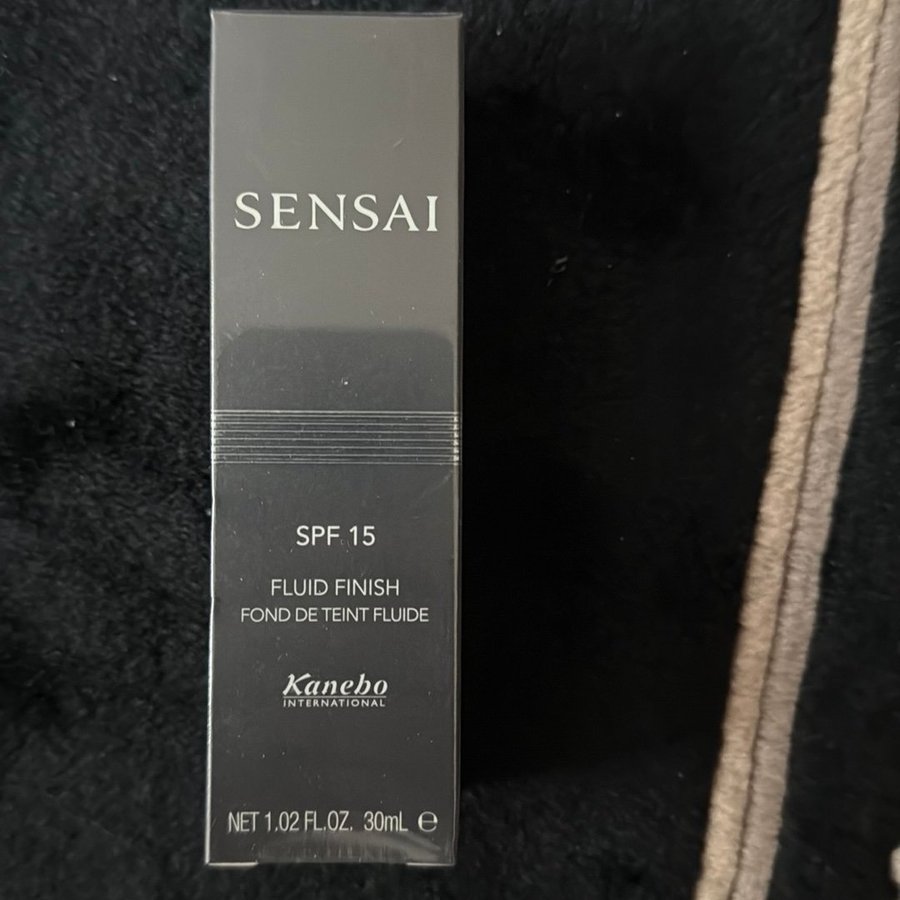 SENSAI
SPF 15
FLUID FINISH
FOND DE TEINT FLUIDE
Kanebo
INTERNATIONAL
NET 1.02 FL.OZ. 30mL ℮